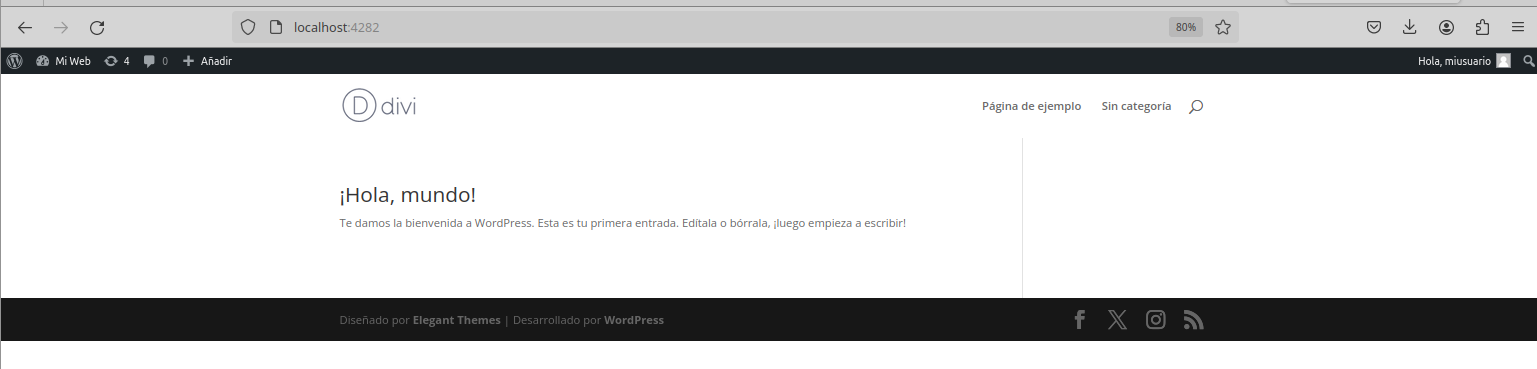 localhost:4282
80%
Mi Web 4 0 Añadir
Hola, miusuario
D divi
Página de ejemplo Sin categoría
¡Hola, mundo!
Te damos la bienvenida a WordPress. Esta es tu primera entrada. Edítala o bórrala, ¡luego empieza a escribir!
Diseñado por Elegant Themes | Desarrollado por WordPress